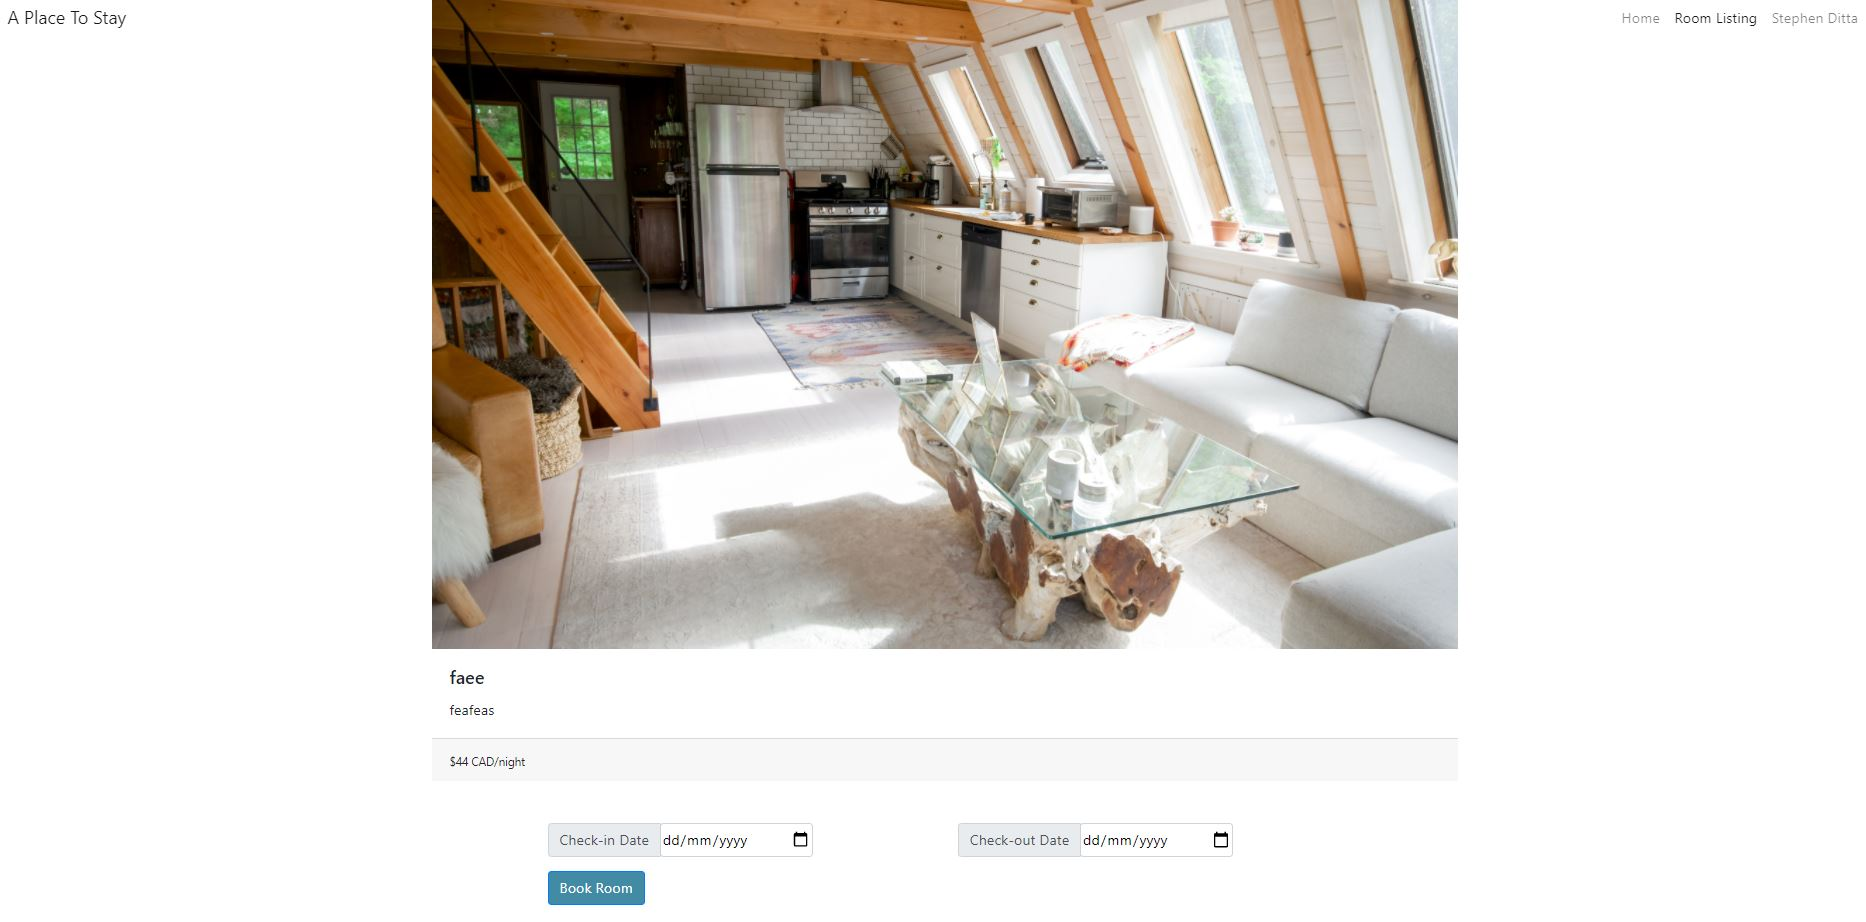 A Place To Stay
Home Room Listing Stephen Ditta
faee
feafeas
$44 CAD/night
Check-in Date dd/mm/yyyy Check-out Date dd/mm/yyyy
Book Room